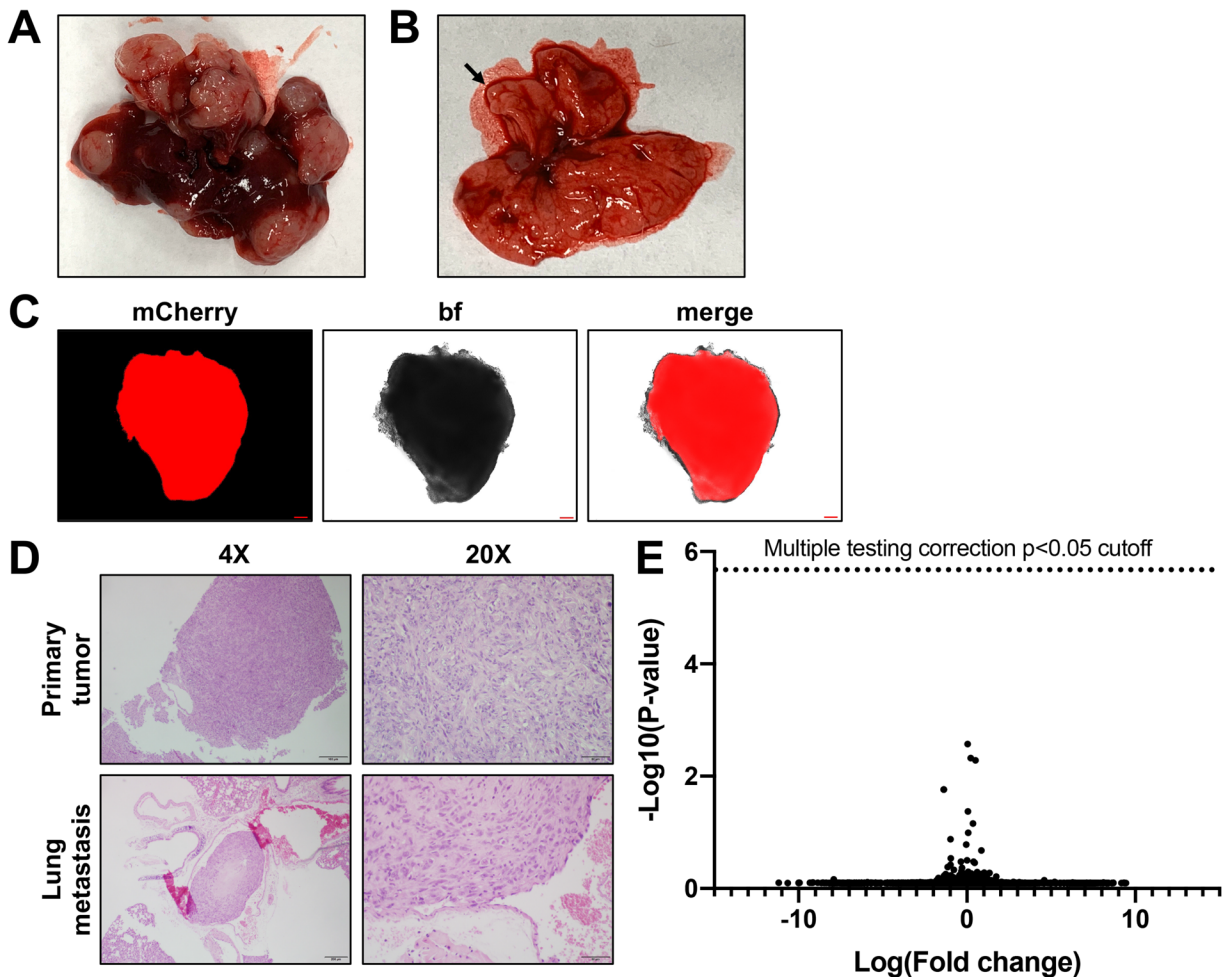 A
B
C
mCherry
bf
merge
D
4X
20X
Primary
tumor
Lung
metastasis
E
Multiple testing correction p<0.05 cutoff
-Log10(P-value)
6
4
2
0
-10
0
10
Log(Fold change)